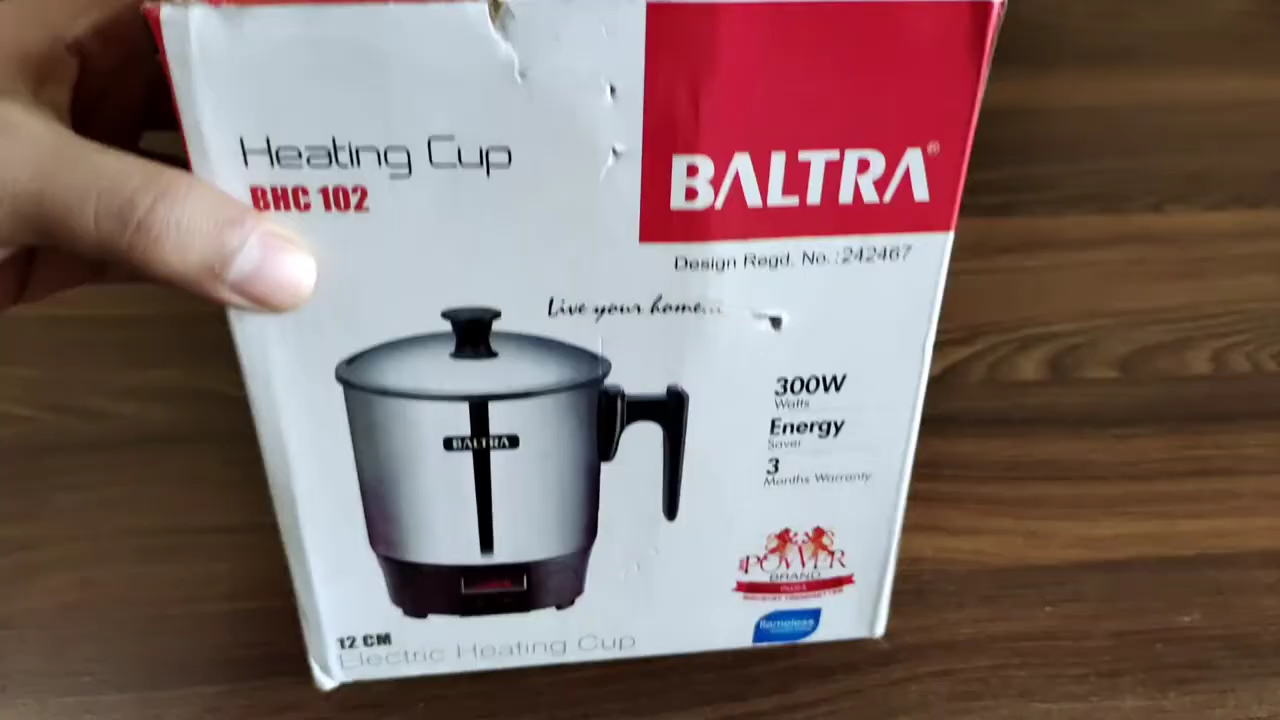 Heating Cup
BHC 102
BALTRA®
Design Regd. No.:242467
Live your home...
BALTRA
300W
Watts
Energy
Saver
3
Months Warranty
POWER
BRAND
flameless
12 CM
Electric Heating Cup